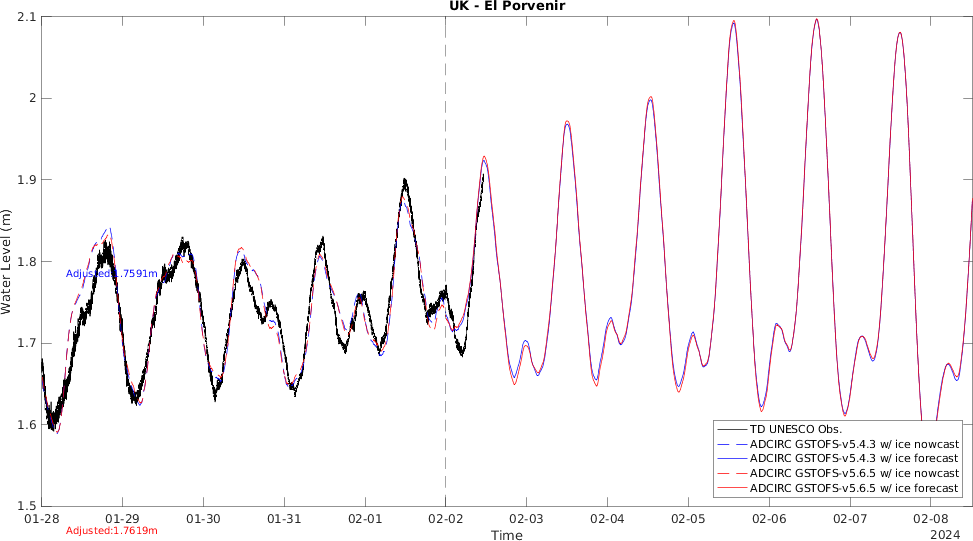 UK - El Porvenir
Water Level (m)
2.1
2
1.9
1.8
1.7
1.6
1.5
Adjusted:1.7591m
TD UNESCO Obs.
ADCIRC GSTOFS-v5.4.3 w/ ice nowcast
ADCIRC GSTOFS-v5.4.3 w/ ice forecast
ADCIRC GSTOFS-v5.6.5 w/ ice nowcast
ADCIRC GSTOFS-v5.6.5 w/ ice forecast
01-28 01-29 01-30 01-31 02-01 02-02 02-03 02-04 02-05 02-06 02-07 02-08
Adjusted:1.7619m
Time
2024